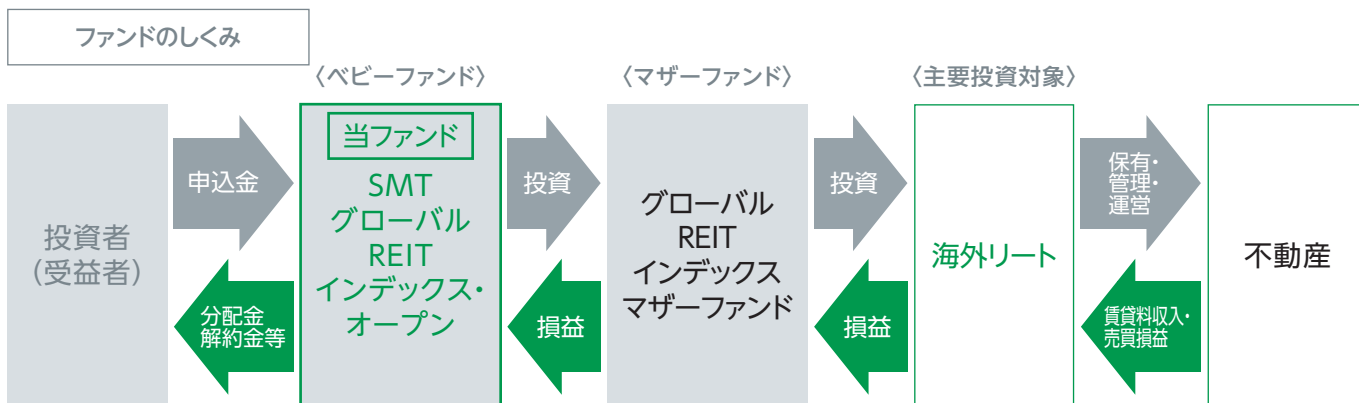 ファンドのしくみ
〈ベビーファンド〉
〈マザーファンド〉
〈主要投資対象〉
投資者
(受益者)
申込金
分配金
解約金等
当ファンド
SMT
グローバル
REIT
インデックス・
オープン
投資
損益
グローバル
REIT
インデックス
マザーファンド
投資
損益
海外リート
保有・
管理・
運営
賃貸料収入・
売買損益
不動産